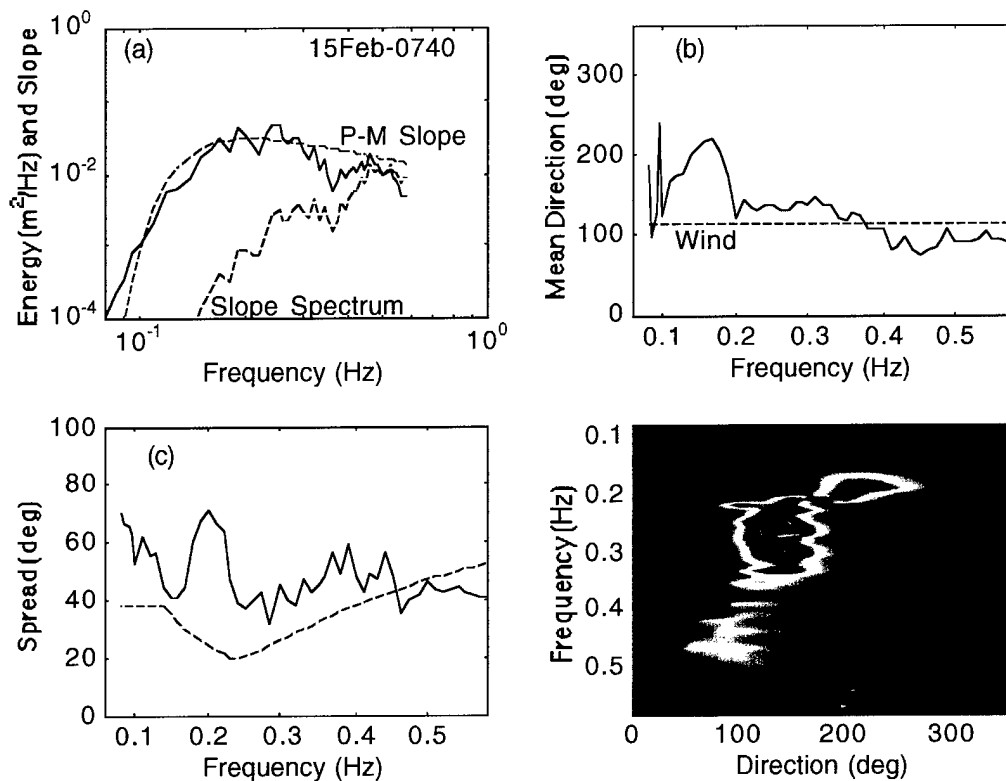 (a)
15Feb-0740
P-M Slope
Slope Spectrum
Energy (m²/Hz) and Slope
10⁰
10⁻²
10⁻⁴
10⁻¹
10⁰
Frequency (Hz)
(b)
Wind
Mean Direction (deg)
300
200
100
0
0.1 0.2 0.3 0.4 0.5
Frequency (Hz)
(c)
Spread (deg)
100
80
60
40
20
0
0.1 0.2 0.3 0.4 0.5
Frequency (Hz)
Frequency (Hz)
0.1
0.2
0.3
0.4
0.5
0 100 200 300
Direction (deg)